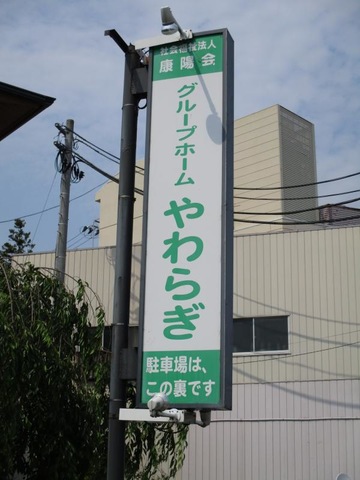 社会福祉法人
康陽会
グループホーム
やわらぎ
駐車場は、
この裏です